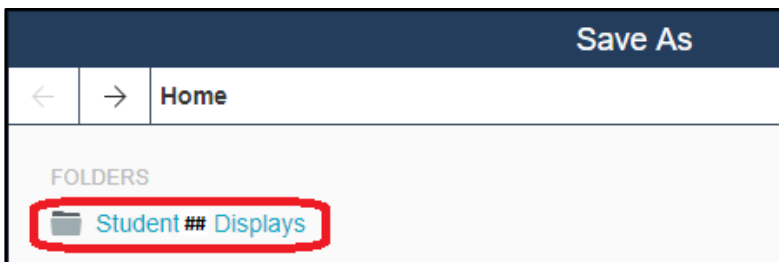 Save As
← → Home
FOLDERS
Student ## Displays